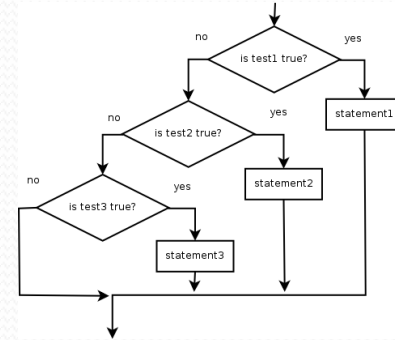 no
yes
is test1 true?
statement1
no
yes
is test2 true?
statement2
no
yes
is test3 true?
statement3